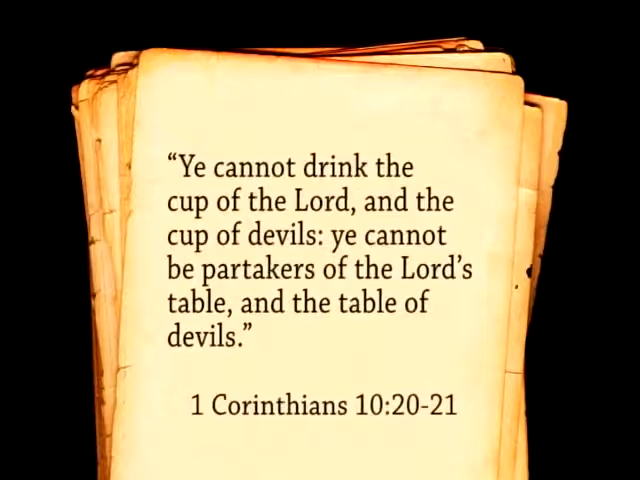 “Ye cannot drink the
cup of the Lord, and the
cup of devils: ye cannot
be partakers of the Lord’s
table, and the table of
devils.”
1 Corinthians 10:20-21